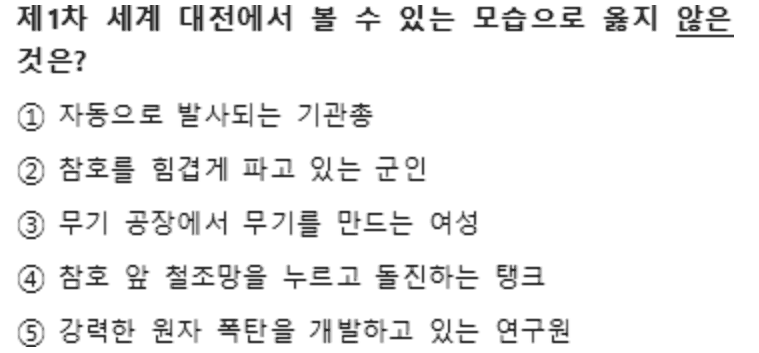 제1차 세계 대전에서 볼 수 있는 모습으로 옳지 않은
것은?
① 자동으로 발사되는 기관총
② 참호를 힘겹게 파고 있는 군인
③ 무기 공장에서 무기를 만드는 여성
④ 참호 앞 철조망을 누르고 돌진하는 탱크
⑤ 강력한 원자 폭탄을 개발하고 있는 연구원